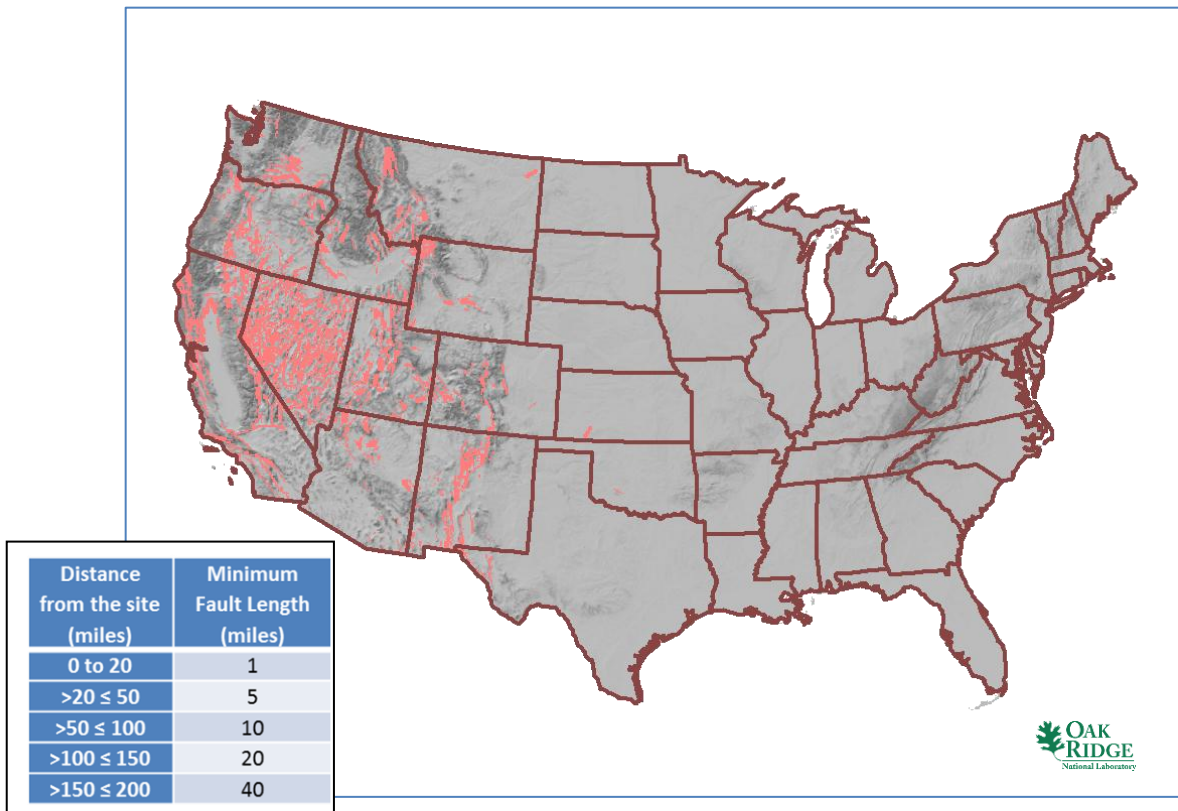 Distance from the site (miles) Minimum Fault Length (miles)
0 to 20 1
>20 ≤ 50 5
>50 ≤ 100 10
>100 ≤ 150 20
>150 ≤ 200 40
OAK
RIDGE
National Laboratory